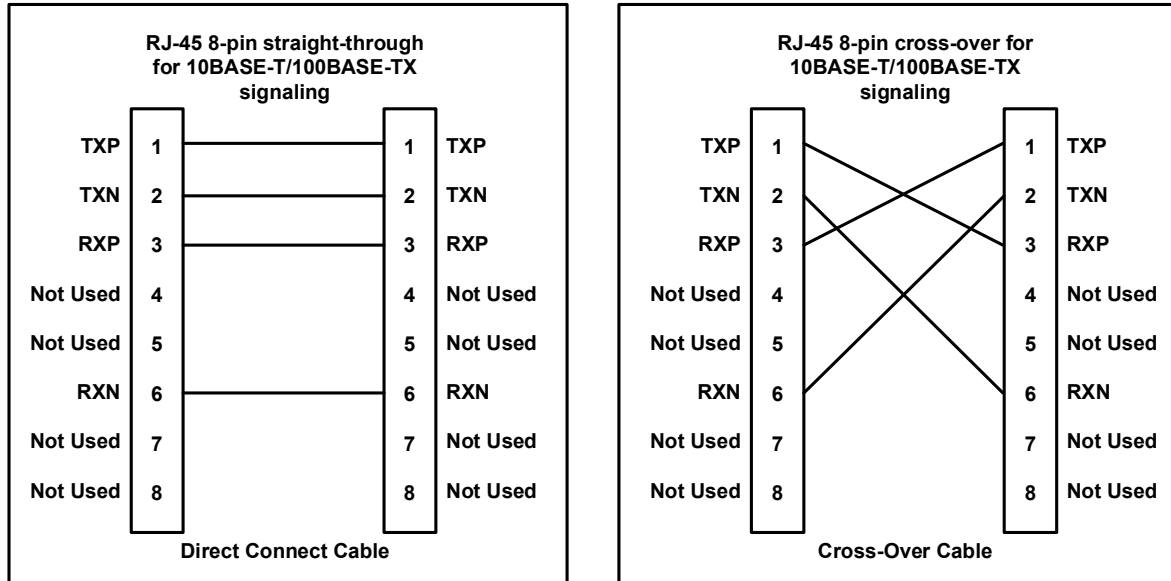 RJ-45 8-pin straight-through
for 10BASE-T/100BASE-TX
signaling
TXP 1 1 TXP
TXN 2 2 TXN
RXP 3 3 RXP
Not Used 4 4 Not Used
Not Used 5 5 Not Used
RXN 6 6 RXN
Not Used 7 7 Not Used
Not Used 8 8 Not Used
Direct Connect Cable
RJ-45 8-pin cross-over for
10BASE-T/100BASE-TX
signaling
TXP 1 1 TXP
TXN 2 2 TXN
RXP 3 3 RXP
Not Used 4 4 Not Used
Not Used 5 5 Not Used
RXN 6 6 RXN
Not Used 7 7 Not Used
Not Used 8 8 Not Used
Cross-Over Cable